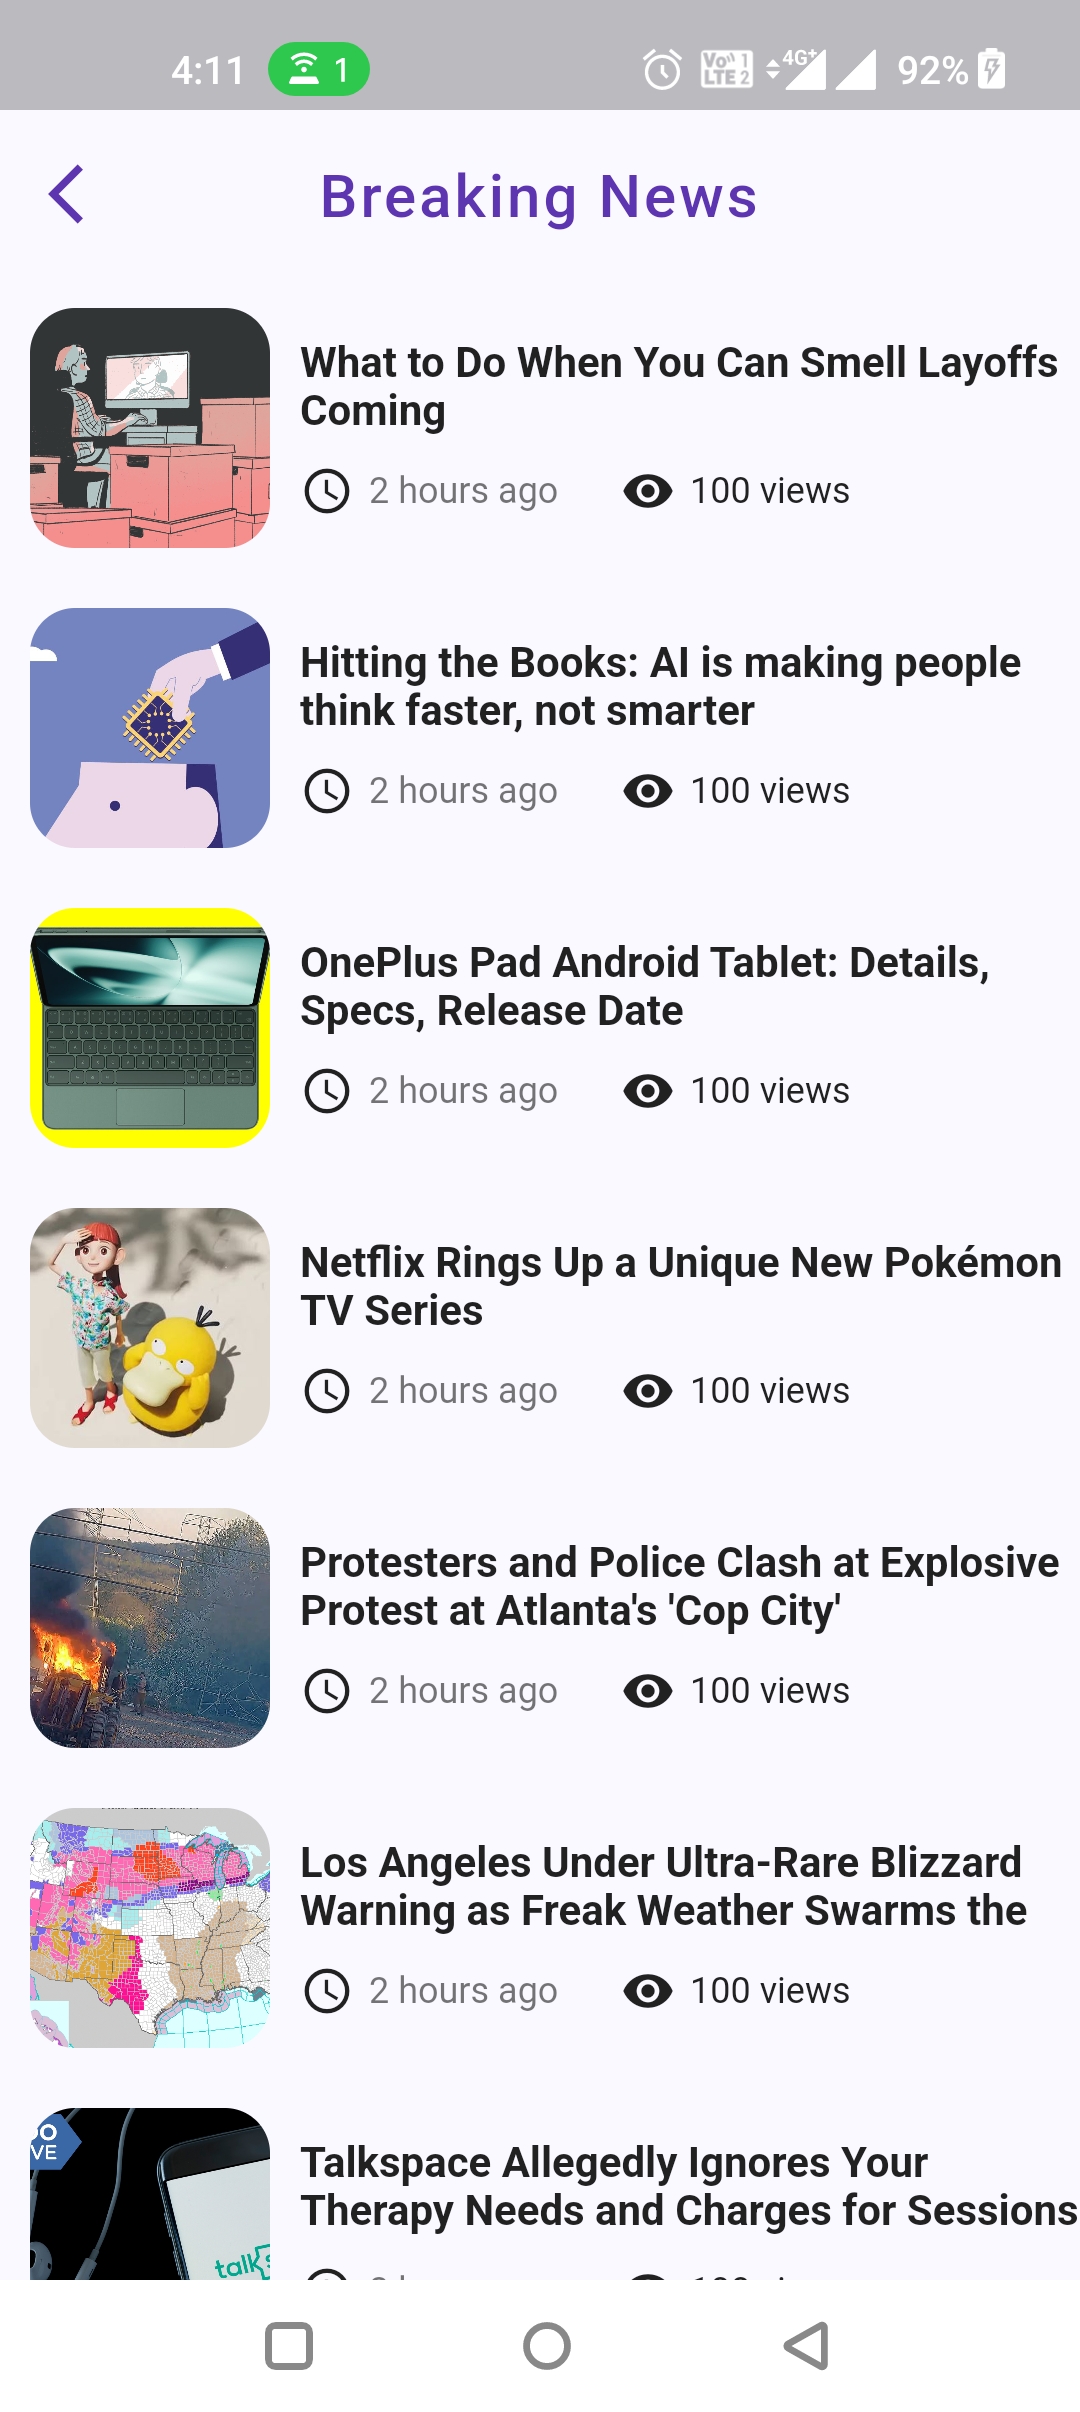 4:11 1 Vo)) 1 LTE 2 4G+ 92%
Breaking News
What to Do When You Can Smell Layoffs
Coming
2 hours ago 100 views
Hitting the Books: AI is making people
think faster, not smarter
2 hours ago 100 views
OnePlus Pad Android Tablet: Details,
Specs, Release Date
2 hours ago 100 views
Netflix Rings Up a Unique New Pokémon
TV Series
2 hours ago 100 views
Protesters and Police Clash at Explosive
Protest at Atlanta's 'Cop City'
2 hours ago 100 views
Los Angeles Under Ultra-Rare Blizzard
Warning as Freak Weather Swarms the
2 hours ago 100 views
VE
talks
Talkspace Allegedly Ignores Your
Therapy Needs and Charges for Sessions